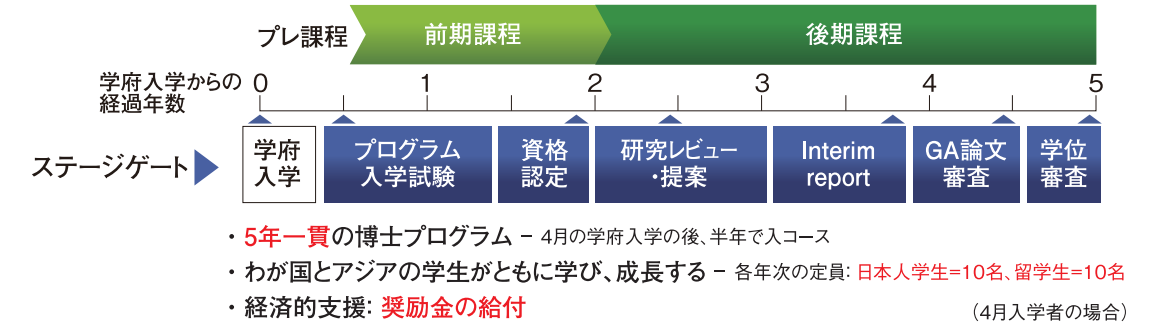 プレ課程 前期課程 後期課程
学府入学からの
経過年数
0 1 2 3 4 5
ステージゲート
学府
入学
プログラム
入学試験
資格
認定
研究レビュー
・提案
Interim
report
GA論文
審査
学位
審査
・5年一貫の博士プログラム − 4月の学府入学の後、半年で入コース
・わが国とアジアの学生がともに学び、成長する − 各年次の定員: 日本人学生=10名、留学生=10名
・経済的支援: 奨励金の給付
（4月入学者の場合）